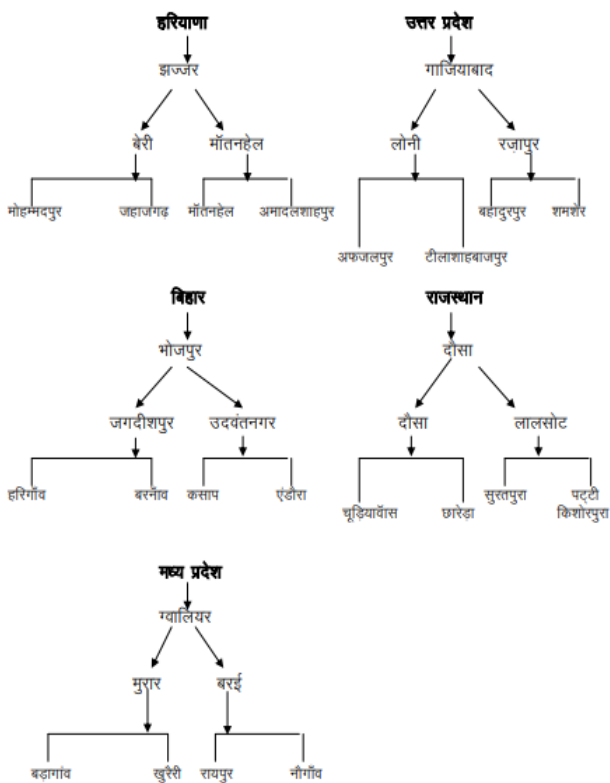 हरियाणा
झज्जर
बेरी मॉतनहेल
मोहम्मदपुर जहाजगढ़ मॉतनहेल अमादलशाहपुर
उत्तर प्रदेश
गाजियाबाद
लोनी रज़ापुर
बहादुरपुर शमशेर
अफजलपुर टीलाशाहबाजपुर
बिहार
भोजपुर
जगदीशपुर उदवंतनगर
हरिगॉंव बरनॉव कसाप एंडौरा
राजस्थान
दौसा
दौसा लालसोट
चूड़ियावॅास छारेड़ा सुरतपुरा पट्टी
किशोरपुरा
मध्य प्रदेश
ग्वालियर
मुरार बरई
बड़ागांव खुरैरी रायपुर नौगॉंव